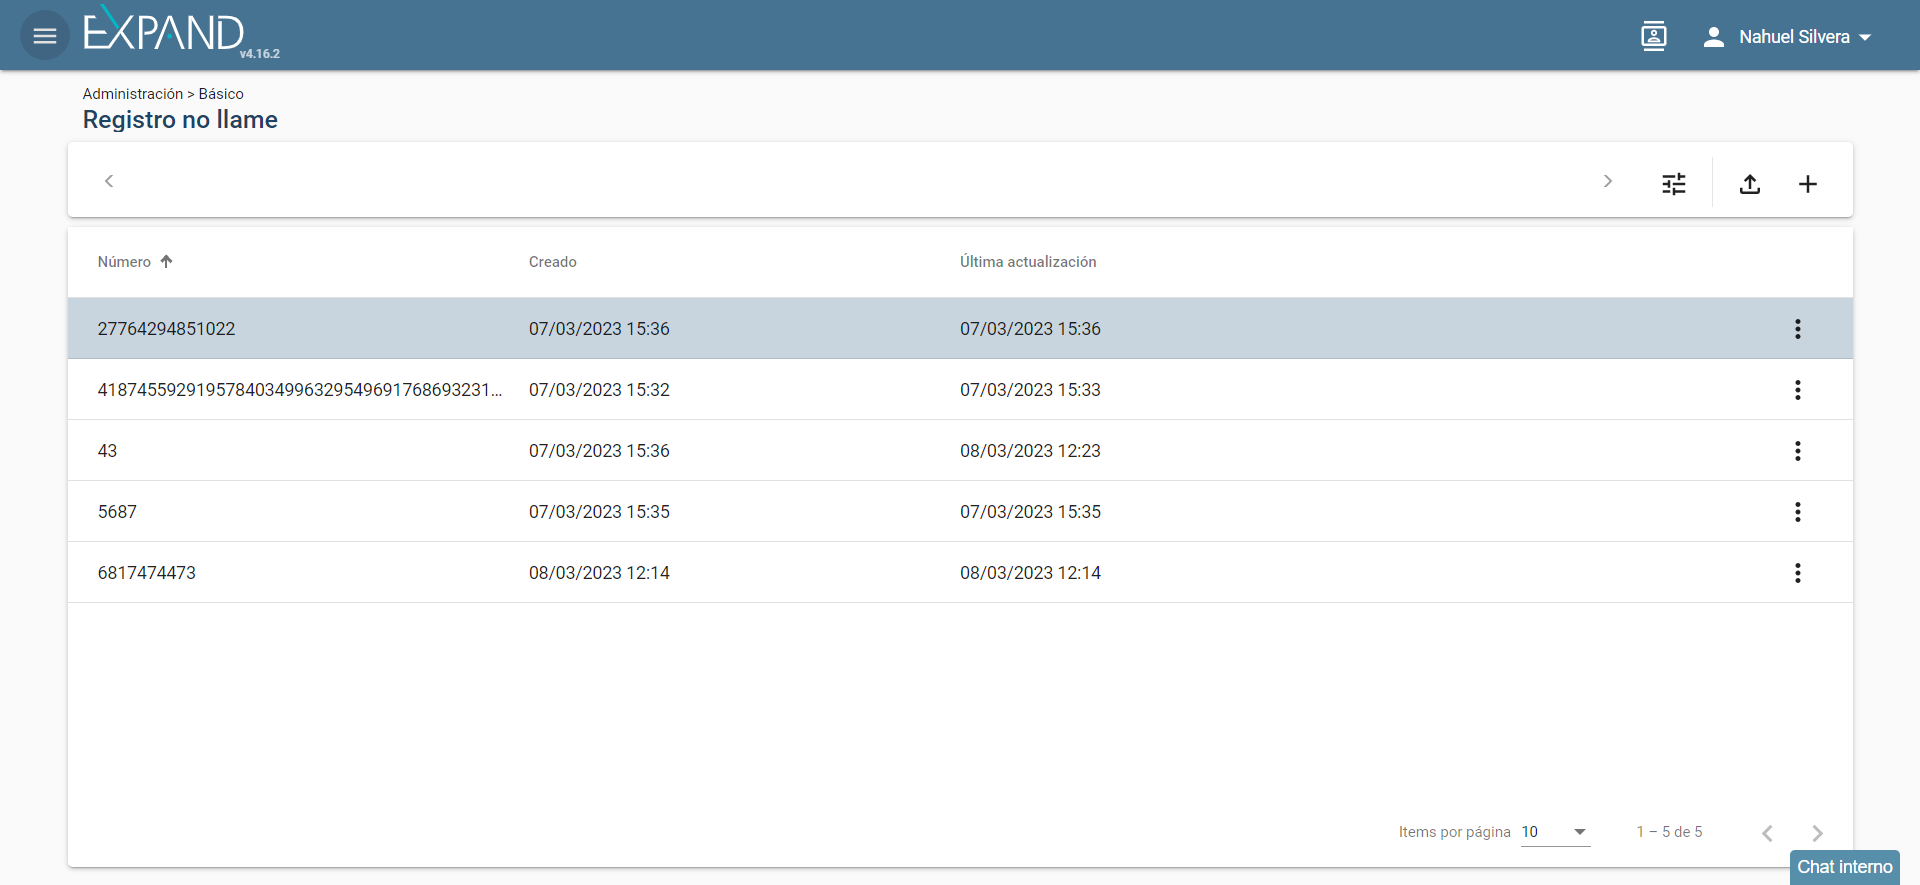 EXPAND
v4.16.2
Nahuel Silvera
Administración > Básico
Registro no llame
Número Creado Última actualización
27764294851022 07/03/2023 15:36 07/03/2023 15:36
418745592919578403499632954969176869323​1... 07/03/2023 15:32 07/03/2023 15:33
43 07/03/2023 15:36 08/03/2023 12:23
5687 07/03/2023 15:35 07/03/2023 15:35
6817474473 08/03/2023 12:14 08/03/2023 12:14
Items por página 10 1 – 5 de 5
Chat interno